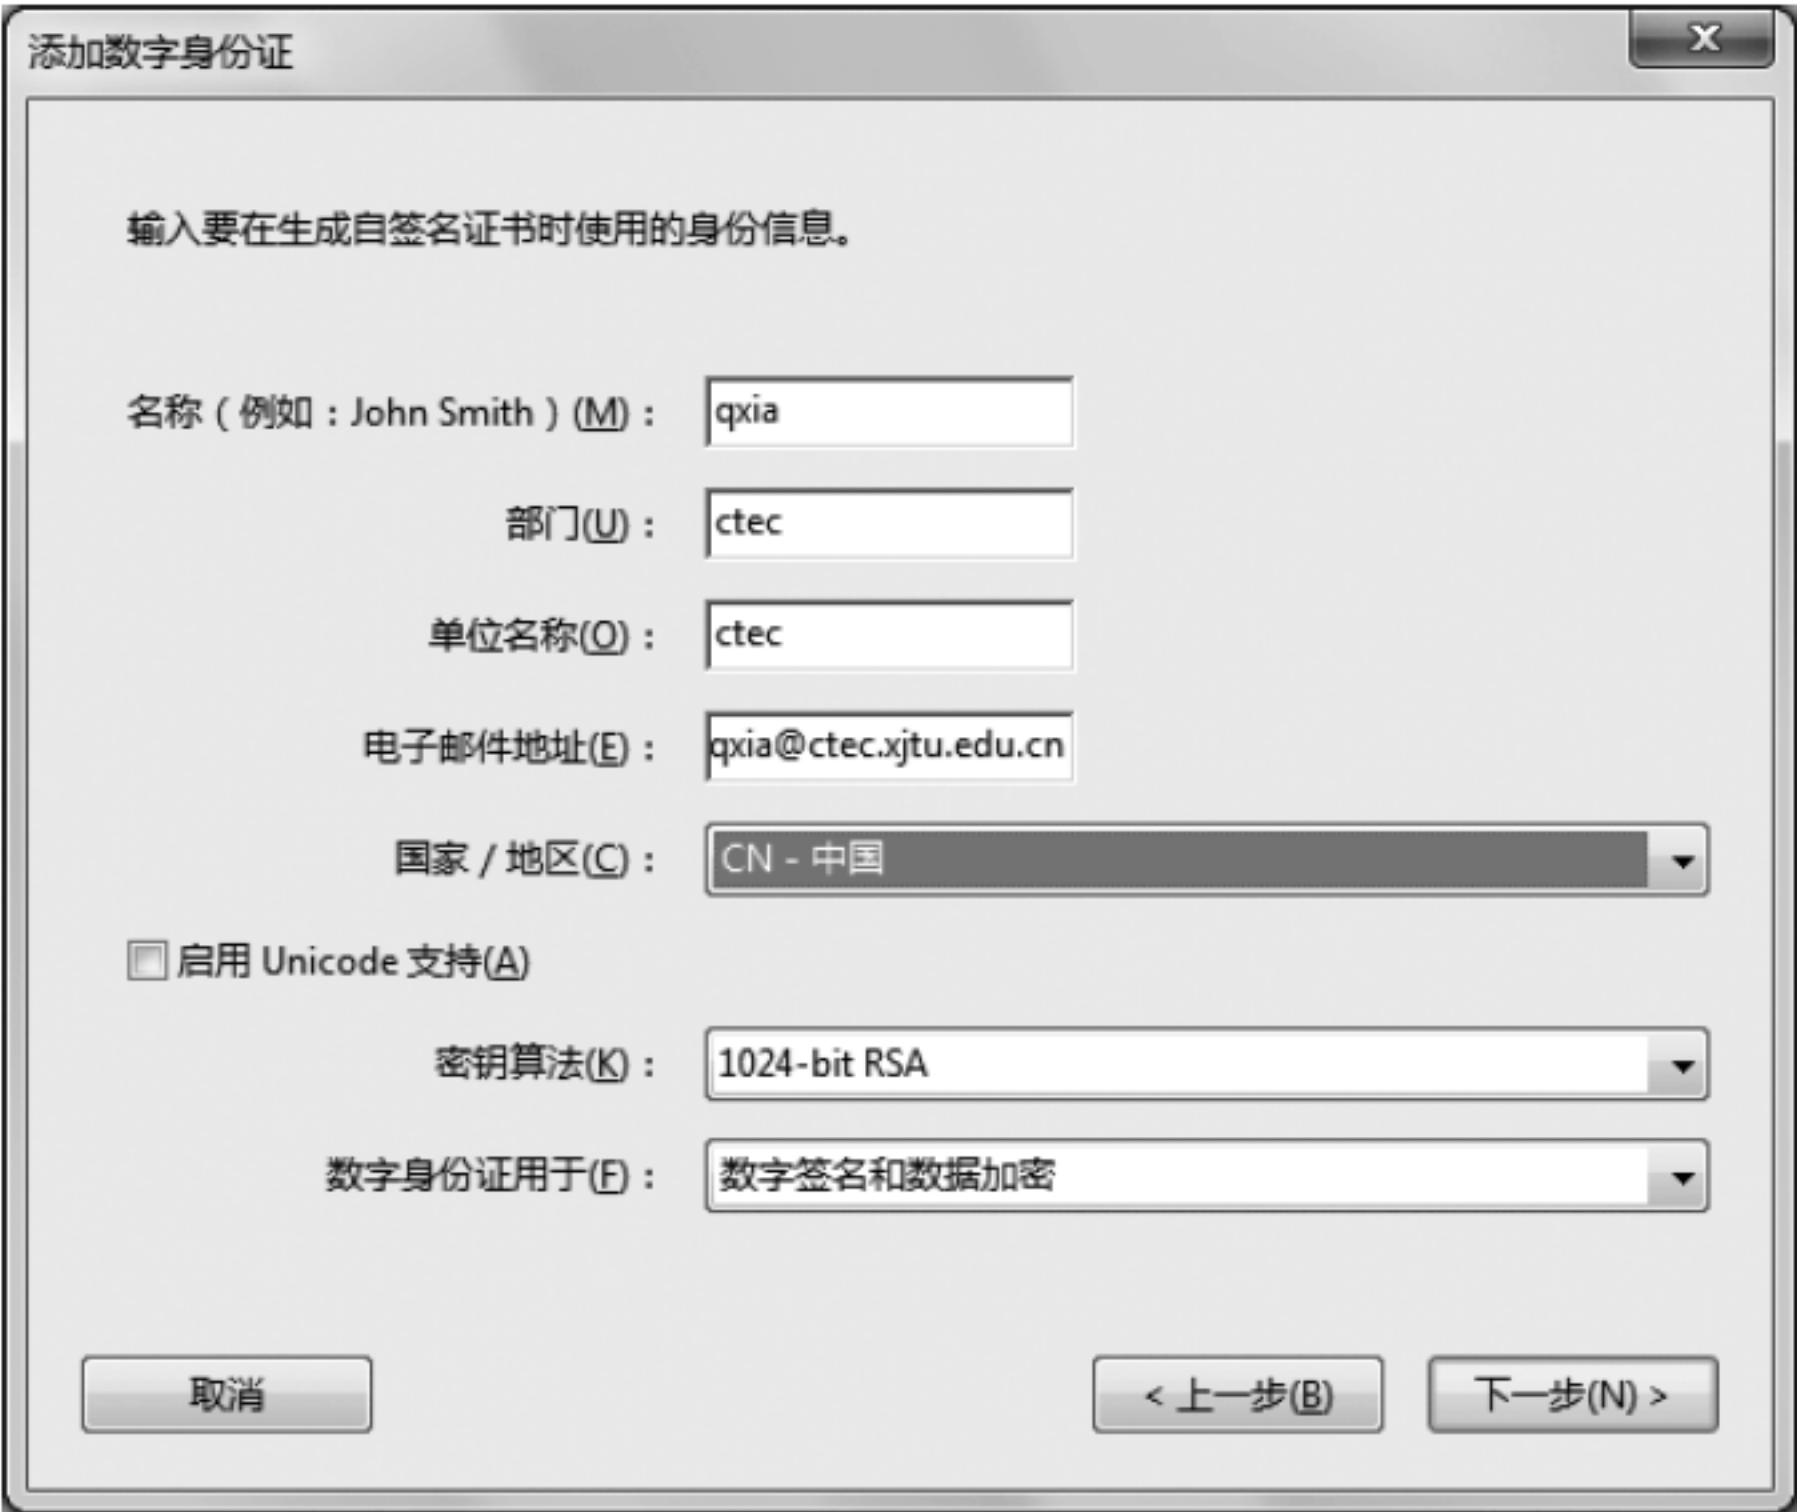 添加数字身份证
输入要在生成自签名证书时使用的身份信息。
名称（例如：John Smith）(M)： qxia
部门(U)： ctec
单位名称(O)： ctec
电子邮件地址(E)： qxia@ctec.xjtu.edu.cn
国家 / 地区(C)： CN - 中国
启用 Unicode 支持(A)
密钥算法(K)： 1024-bit RSA
数字身份证用于(F)： 数字签名和数据加密
取消 < 上一步(B) 下一步(N) >